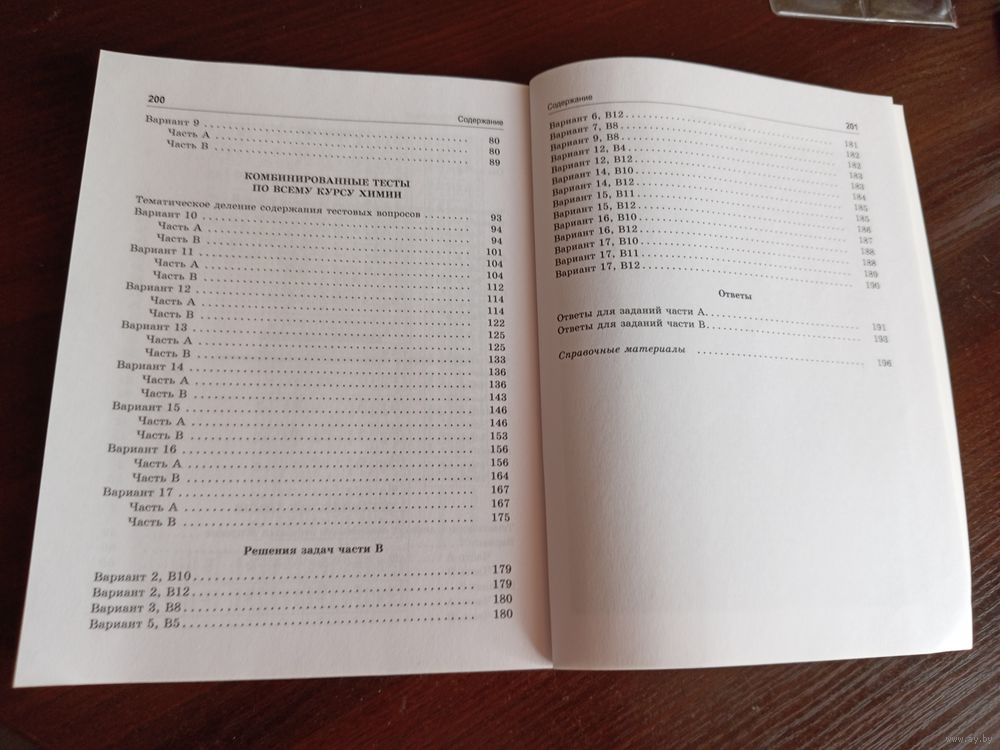 200 Содержание
Вариант 9 . . . . . . . . . . 80
Часть А . . . . . . . . . . 80
Часть В . . . . . . . . . . 89
КОМБИНИРОВАННЫЕ ТЕСТЫ
ПО ВСЕМУ КУРСУ ХИМИИ
Тематическое деление содержания тестовых вопросов . . . . . . . . . . 93
Вариант 10 . . . . . . . . . . 94
Часть А . . . . . . . . . . 94
Часть В . . . . . . . . . . 101
Вариант 11 . . . . . . . . . . 104
Часть А . . . . . . . . . . 104
Часть В . . . . . . . . . . 112
Вариант 12 . . . . . . . . . . 114
Часть А . . . . . . . . . . 114
Часть В . . . . . . . . . . 122
Вариант 13 . . . . . . . . . . 125
Часть А . . . . . . . . . . 125
Часть В . . . . . . . . . . 133
Вариант 14 . . . . . . . . . . 136
Часть А . . . . . . . . . . 136
Часть В . . . . . . . . . . 143
Вариант 15 . . . . . . . . . . 146
Часть А . . . . . . . . . . 146
Часть В . . . . . . . . . . 153
Вариант 16 . . . . . . . . . . 156
Часть А . . . . . . . . . . 156
Часть В . . . . . . . . . . 164
Вариант 17 . . . . . . . . . . 167
Часть А . . . . . . . . . . 167
Часть В . . . . . . . . . . 175
Решения задач части В
Вариант 2, В10 . . . . . . . . . . 179
Вариант 2, В12 . . . . . . . . . . 179
Вариант 3, В8 . . . . . . . . . . 180
Вариант 5, В5 . . . . . . . . . . 180
Содержание 201
Вариант 6, В12 . . . . . . . . . . 181
Вариант 7, В8 . . . . . . . . . . 182
Вариант 9, В8 . . . . . . . . . . 182
Вариант 12, В4 . . . . . . . . . . 183
Вариант 12, В12 . . . . . . . . . . 183
Вариант 14, В10 . . . . . . . . . . 184
Вариант 14, В12 . . . . . . . . . . 185
Вариант 15, В11 . . . . . . . . . . 185
Вариант 15, В12 . . . . . . . . . . 186
Вариант 16, В10 . . . . . . . . . . 187
Вариант 16, В12 . . . . . . . . . . 188
Вариант 17, В10 . . . . . . . . . . 188
Вариант 17, В11 . . . . . . . . . . 189
Вариант 17, В12 . . . . . . . . . . 190
Ответы
Ответы для заданий части А . . . . . . . . . . 191
Ответы для заданий части В . . . . . . . . . . 193
Справочные материалы . . . . . . . . . . 196
www.ay.by